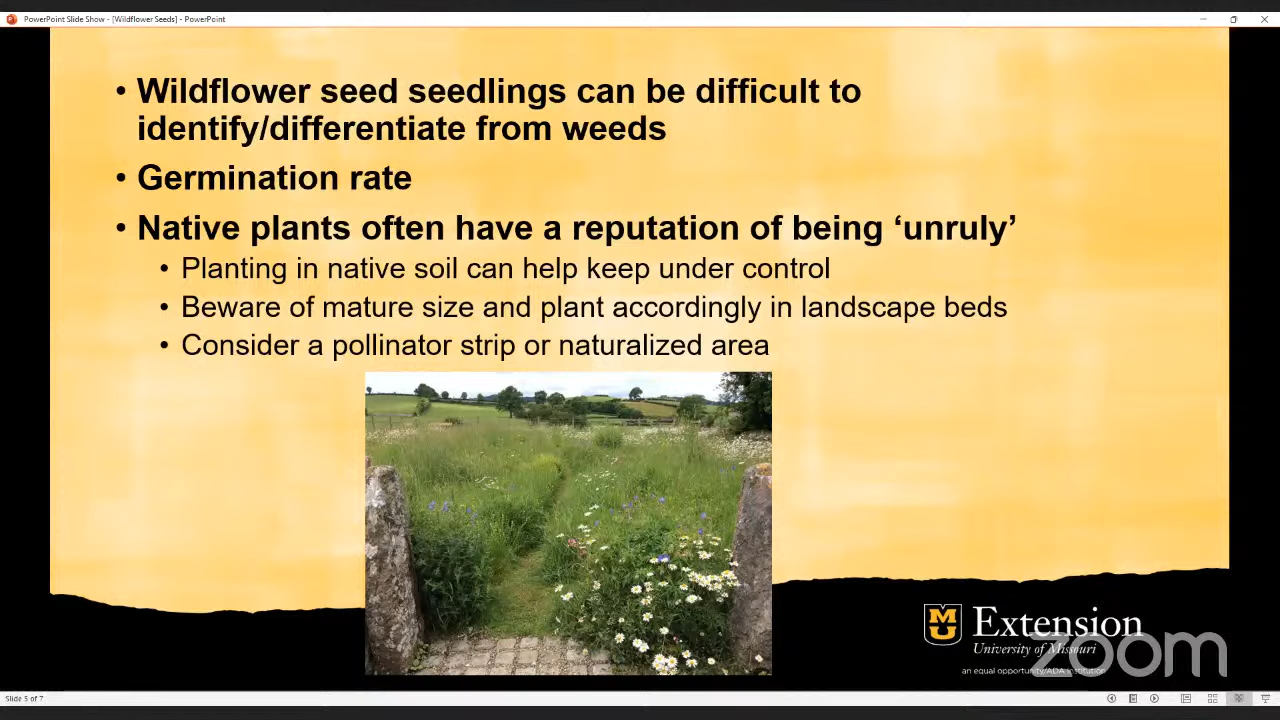 PowerPoint Slide Show - [Wildflower Seeds] - PowerPoint
• Wildflower seed seedlings can be difficult to
identify/differentiate from weeds
• Germination rate
• Native plants often have a reputation of being ‘unruly’
• Planting in native soil can help keep under control
• Beware of mature size and plant accordingly in landscape beds
• Consider a pollinator strip or naturalized area
MU Extension
University of Missouri
an equal opportunity/ADA institution
zoom
Slide 5 of 7